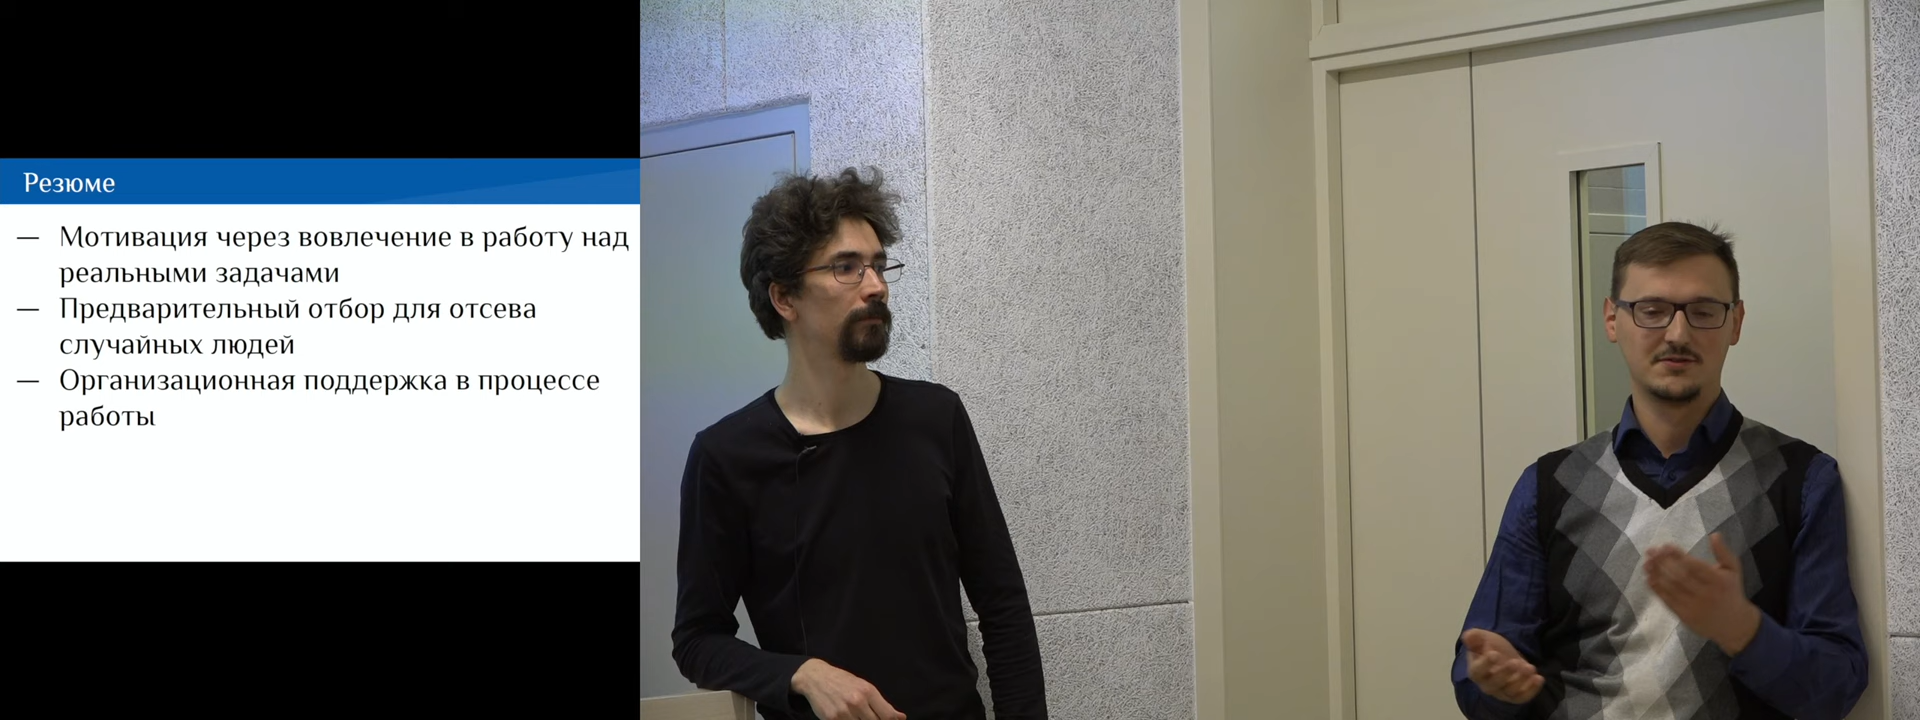 Резюме
— Мотивация через вовлечение в работу над
реальными задачами
— Предварительный отбор для отсева
случайных людей
— Организационная поддержка в процессе
работы